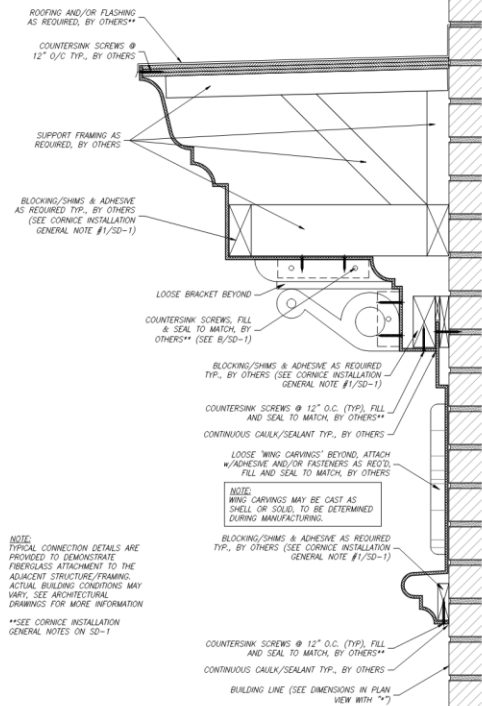 ROOFING AND/OR FLASHING
AS REQUIRED, BY OTHERS**
COUNTERSINK SCREWS @
12" O/C TYP., BY OTHERS
SUPPORT FRAMING AS
REQUIRED, BY OTHERS
BLOCKING/SHIMS & ADHESIVE
AS REQUIRED TYP., BY OTHERS
(SEE CORNICE INSTALLATION
GENERAL NOTE #1/SD-1)
LOOSE BRACKET BEYOND
COUNTERSINK SCREWS, FILL
& SEAL TO MATCH, BY
OTHERS** (SEE B/SD-1)
BLOCKING/SHIMS & ADHESIVE AS REQUIRED
TYP., BY OTHERS (SEE CORNICE INSTALLATION
GENERAL NOTE #1/SD-1)
COUNTERSINK SCREWS @ 12" O.C. (TYP), FILL
AND SEAL TO MATCH, BY OTHERS**
CONTINUOUS CAULK/SEALANT TYP., BY OTHERS
LOOSE 'WING CARVINGS' BEYOND, ATTACH
w/ADHESIVE AND/OR FASTENERS AS REQ'D,
FILL AND SEAL TO MATCH, BY OTHERS
NOTE:
WING CARVINGS MAY BE CAST AS
SHELL OR SOLID, TO BE DETERMINED
DURING MANUFACTURING.
BLOCKING/SHIMS & ADHESIVE AS REQUIRED
TYP., BY OTHERS (SEE CORNICE INSTALLATION
GENERAL NOTE #1/SD-1)
NOTE:
TYPICAL CONNECTION DETAILS ARE
PROVIDED TO DEMONSTRATE
FIBERGLASS ATTACHMENT TO THE
ADJACENT STRUCTURE/FRAMING.
ACTUAL BUILDING CONDITIONS MAY
VARY, SEE ARCHITECTURAL
DRAWINGS FOR MORE INFORMATION
**SEE CORNICE INSTALLATION
GENERAL NOTES ON SD-1
COUNTERSINK SCREWS @ 12" O.C. (TYP), FILL
AND SEAL TO MATCH, BY OTHERS**
CONTINUOUS CAULK/SEALANT TYP., BY OTHERS
BUILDING LINE (SEE DIMENSIONS IN PLAN
VIEW WITH "*")